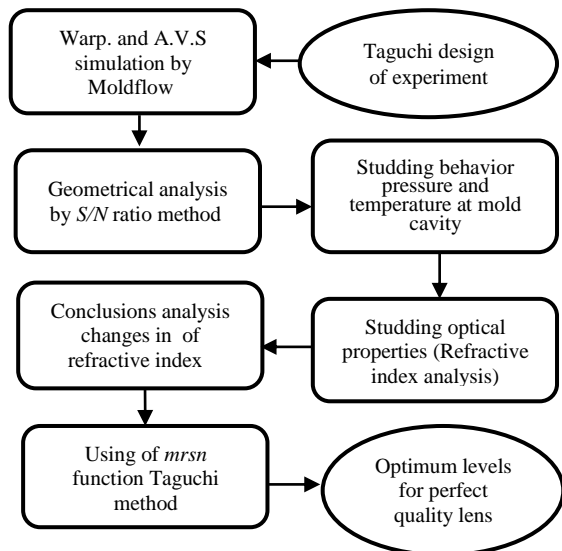 Warp. and A.V.S
simulation by
Moldflow
Taguchi design
of experiment
Geometrical analysis
by S/N ratio method
Studding behavior
pressure and
temperature at mold
cavity
Conclusions analysis
changes in of
refractive index
Studding optical
properties (Refractive
index analysis)
Using of mrsn
function Taguchi
method
Optimum levels
for perfect
quality lens